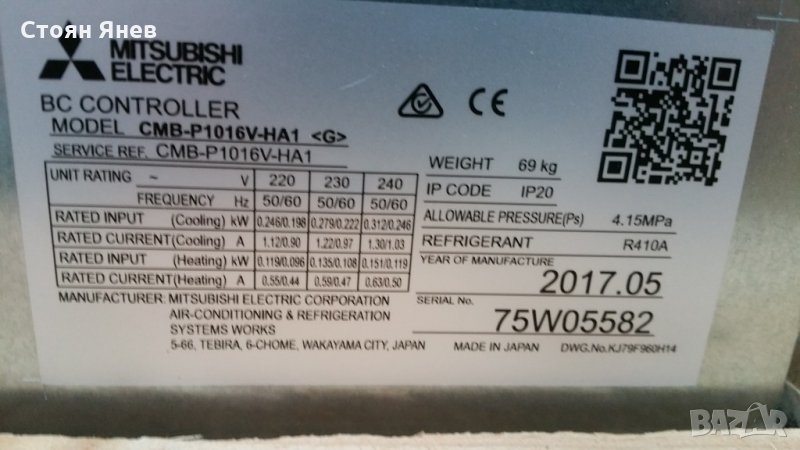 Стоян Янев
MITSUBISHI
ELECTRIC
BC CONTROLLER
MODEL CMB-P1016V-HA1 <G>
SERVICE REF. CMB-P1016V-HA1
UNIT RATING ~ V 220 230 240
FREQUENCY Hz 50/60 50/60 50/60
RATED INPUT (Cooling) kW 0.246/0.198 0.279/0.222 0.312/0.246
RATED CURRENT(Cooling) A 1.12/0.90 1.22/0.97 1.30/1.03
RATED INPUT (Heating) kW 0.119/0.096 0.135/0.108 0.151/0.119
RATED CURRENT(Heating) A 0.55/0.44 0.59/0.47 0.63/0.50
MANUFACTURER: MITSUBISHI ELECTRIC CORPORATION
AIR-CONDITIONING & REFRIGERATION
SYSTEMS WORKS
5-66, TEBIRA, 6-CHOME, WAKAYAMA CITY, JAPAN
CE
WEIGHT 69 kg
IP CODE IP20
ALLOWABLE PRESSURE(Ps) 4.15MPa
REFRIGERANT R410A
YEAR OF MANUFACTURE
2017.05
SERIAL No.
75W05582
MADE IN JAPAN DWG.No.KJ79F960H14
BAZAR